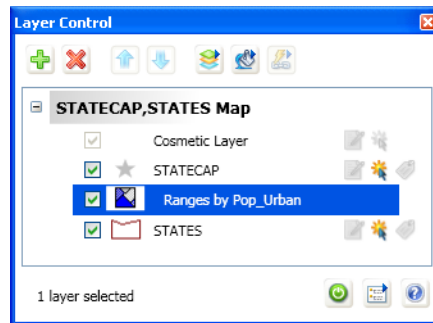 Layer Control
STATECAP,STATES Map
Cosmetic Layer
STATECAP
Ranges by Pop_Urban
STATES
1 layer selected